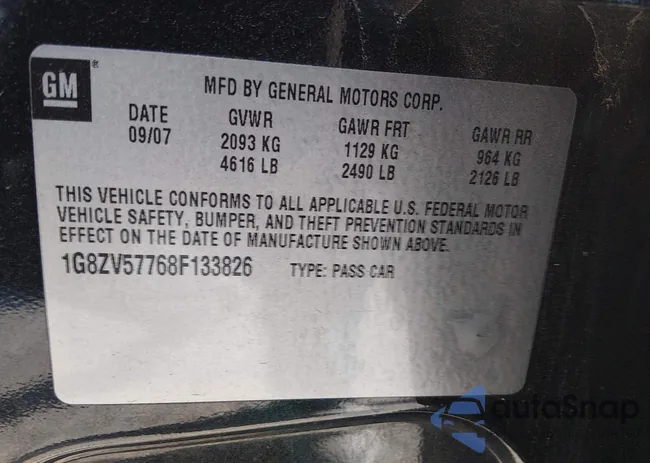 GM
MFD BY GENERAL MOTORS CORP.
DATE GVWR GAWR FRT GAWR RR
09/07 2093 KG 1129 KG 964 KG
4616 LB 2490 LB 2126 LB
THIS VEHICLE CONFORMS TO ALL APPLICABLE U.S. FEDERAL MOTOR
VEHICLE SAFETY, BUMPER, AND THEFT PREVENTION STANDARDS IN
EFFECT ON THE DATE OF MANUFACTURE SHOWN ABOVE.
1G8ZV57768F133826 TYPE: PASS CAR
autoSnap